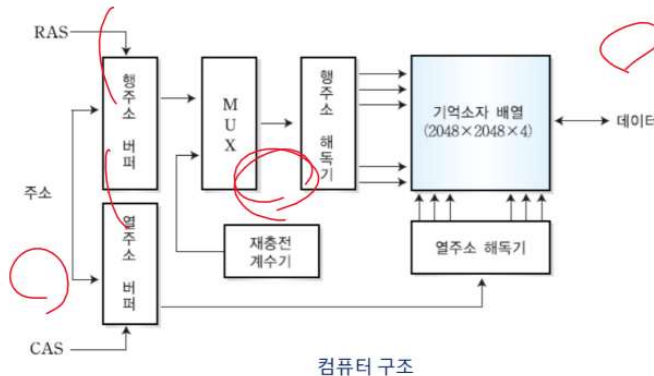 RAS
행주소 버퍼
MUX
행주소 해독기
기억소자 배열
(2048×2048×4)
데이터
주소
열주소 버퍼
재충전
계수기
열주소 해독기
CAS
컴퓨터 구조